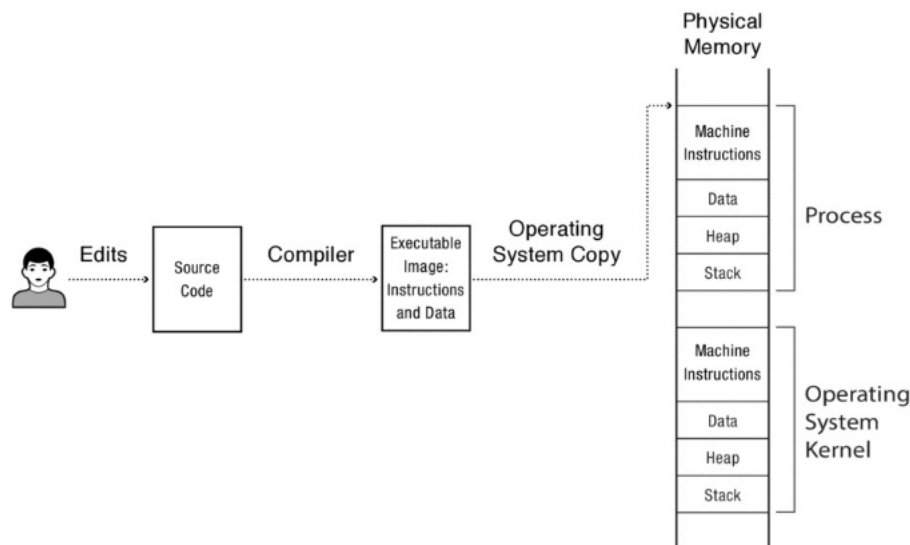 Physical
Memory
Machine
Instructions
Data
Heap
Stack
Process
Edits
Source
Code
Compiler
Executable
Image:
Instructions
and Data
Operating
System Copy
Machine
Instructions
Data
Heap
Stack
Operating
System
Kernel